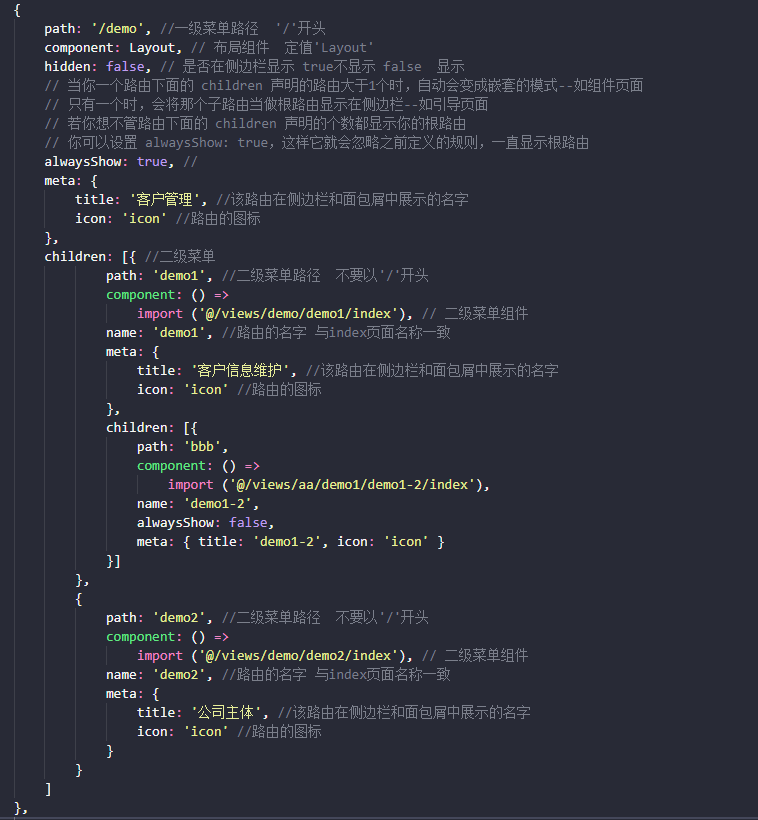 {
path: '/demo', //一级菜单路径  '/'开头
component: Layout, // 布局组件  定值'Layout'
hidden: false, // 是否在侧边栏显示 true不显示 false  显示
// 当你一个路由下面的 children 声明的路由大于1个时，自动会变成嵌套的模式--如组件页面
// 只有一个时，会将那个子路由当做根路由显示在侧边栏--如引导页面
// 若你想不管路由下面的 children 声明的个数都显示你的根路由
// 你可以设置 alwaysShow: true，这样它就会忽略之前定义的规则，一直显示根路由
alwaysShow: true, //
meta: {
title: '客户管理', //该路由在侧边栏和面包屑中展示的名字
icon: 'icon' //路由的图标
},
children: [{ //二级菜单
path: 'demo1', //二级菜单路径  不要以'/'开头
component: () =>
import ('@/views/demo/demo1/index'), // 二级菜单组件
name: 'demo1', //路由的名字 与index页面名称一致
meta: {
title: '客户信息维护', //该路由在侧边栏和面包屑中展示的名字
icon: 'icon' //路由的图标
},
children: [{
path: 'bbb',
component: () =>
import ('@/views/aa/demo1/demo1-2/index'),
name: 'demo1-2',
alwaysShow: false,
meta: { title: 'demo1-2', icon: 'icon' }
}]
},
{
path: 'demo2', //二级菜单路径  不要以'/'开头
component: () =>
import ('@/views/demo/demo2/index'), // 二级菜单组件
name: 'demo2', //路由的名字 与index页面名称一致
meta: {
title: '公司主体', //该路由在侧边栏和面包屑中展示的名字
icon: 'icon' //路由的图标
}
}
]
},